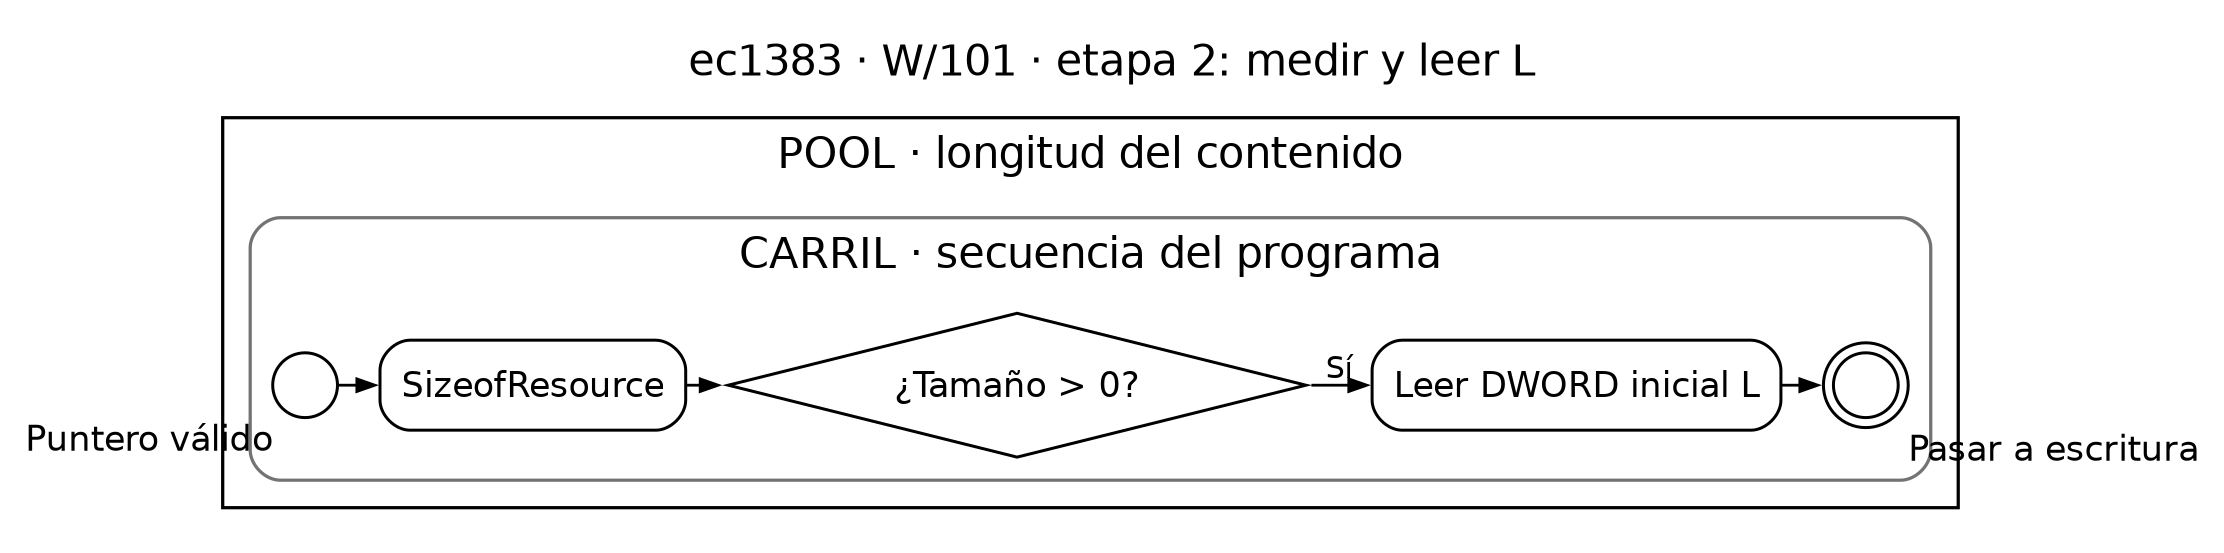 ec1383 · W/101 · etapa 2: medir y leer L
POOL · longitud del contenido
CARRIL · secuencia del programa
SizeofResource
¿Tamaño > 0?
Sí
Leer DWORD inicial L
Puntero válido
Pasar a escritura